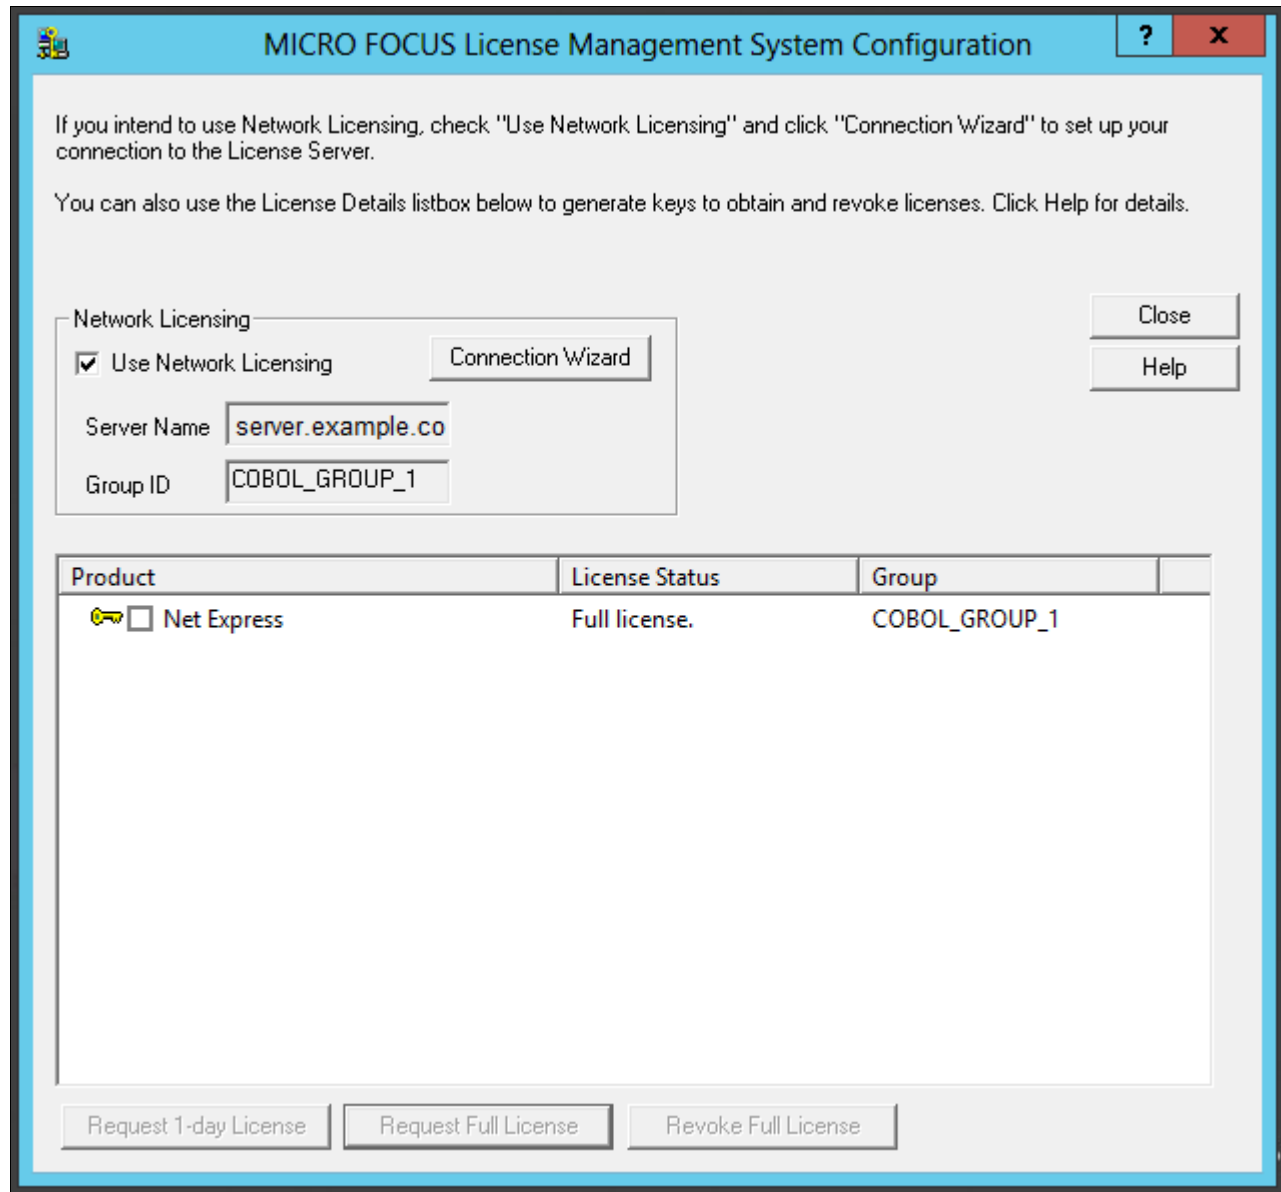 MICRO FOCUS License Management System Configuration
?
x
If you intend to use Network Licensing, check "Use Network Licensing" and click "Connection Wizard" to set up your
connection to the License Server.
You can also use the License Details listbox below to generate keys to obtain and revoke licenses. Click Help for details.
Network Licensing
Use Network Licensing
Connection Wizard
Server Name
server.example.co
Group ID
COBOL_GROUP_1
Close
Help
Product License Status Group
Net Express Full license. COBOL_GROUP_1
Request 1-day License
Request Full License
Revoke Full License